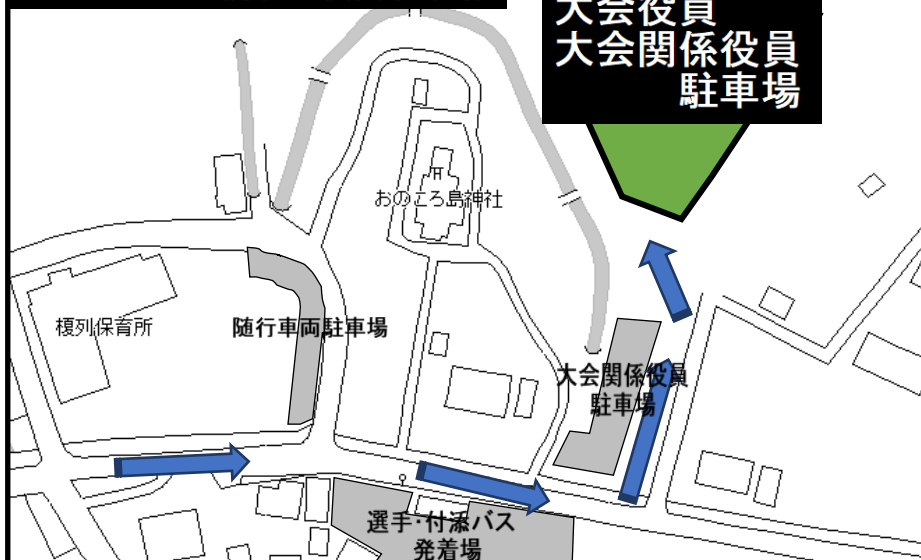 大会役員
大会関係役員
駐車場
おのころ島神社
榎列保育所
随行車両駐車場
大会関係役員
駐車場
選手・付添バス
発着場